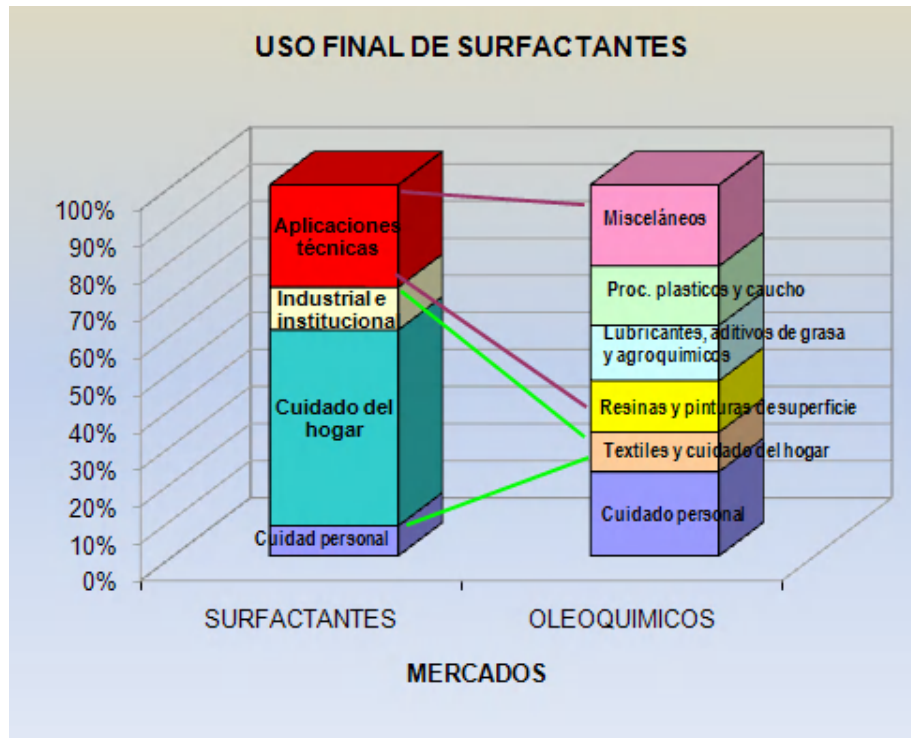 USO FINAL DE SURFACTANTES
100%
90%
80%
70%
60%
50%
40%
30%
20%
10%
0%
Aplicaciones
técnicas
Industrial e
instituciona
Cuidado del
hogar
Cuidad personal
Misceláneos
Proc. plasticos y caucho
Lubricantes, aditivos de grasa
y agroquimicos
Resinas y pinturas de superficie
Textiles y cuidado del hogar
Cuidado personal
SURFACTANTES
OLEOQUIMICOS
MERCADOS